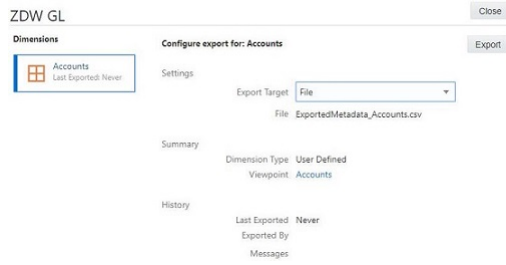 ZDW GL
Close
Dimensions
Accounts
Last Exported: Never
Configure export for: Accounts
Export
Settings
Export Target File
File ExportedMetadata_Accounts.csv
Summary
Dimension Type User Defined
Viewpoint Accounts
History
Last Exported Never
Exported By
Messages